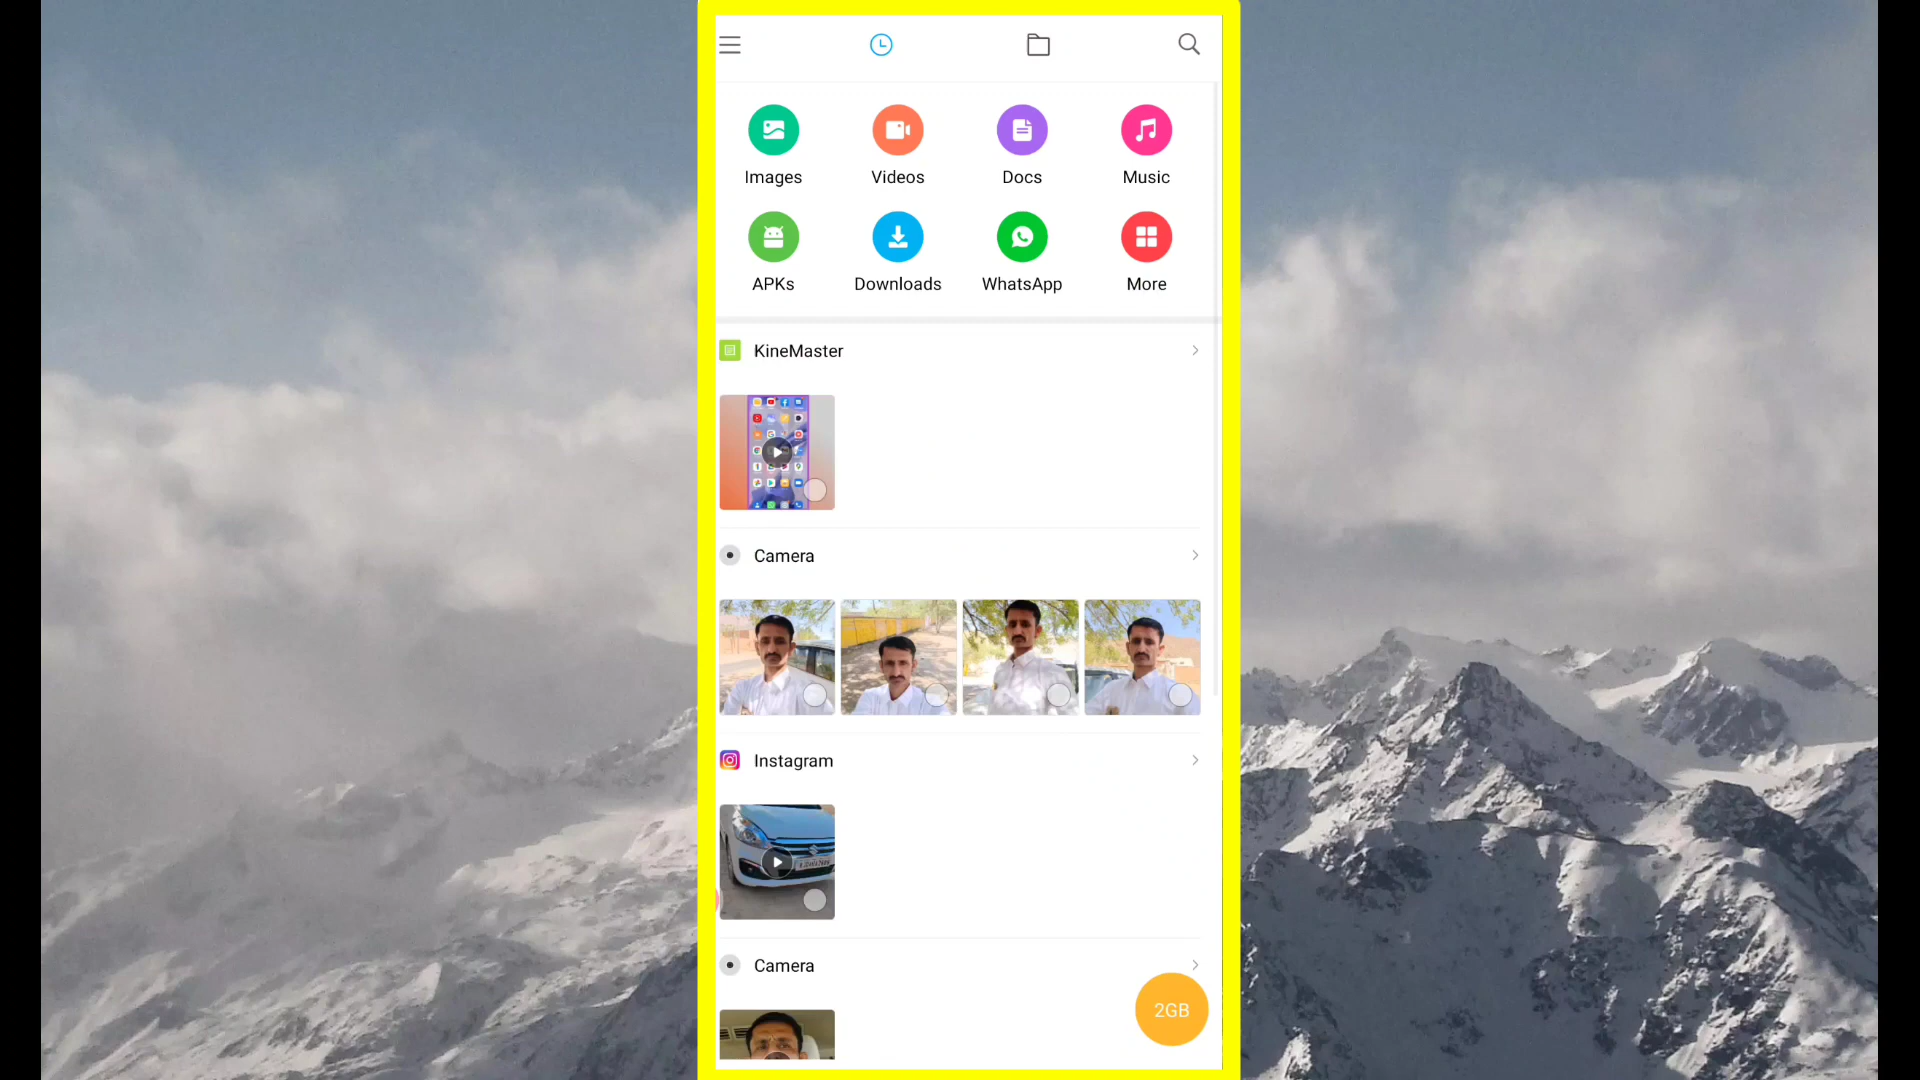 Images Videos Docs Music
APKs Downloads WhatsApp More
KineMaster
Camera
Instagram
Camera
2GB